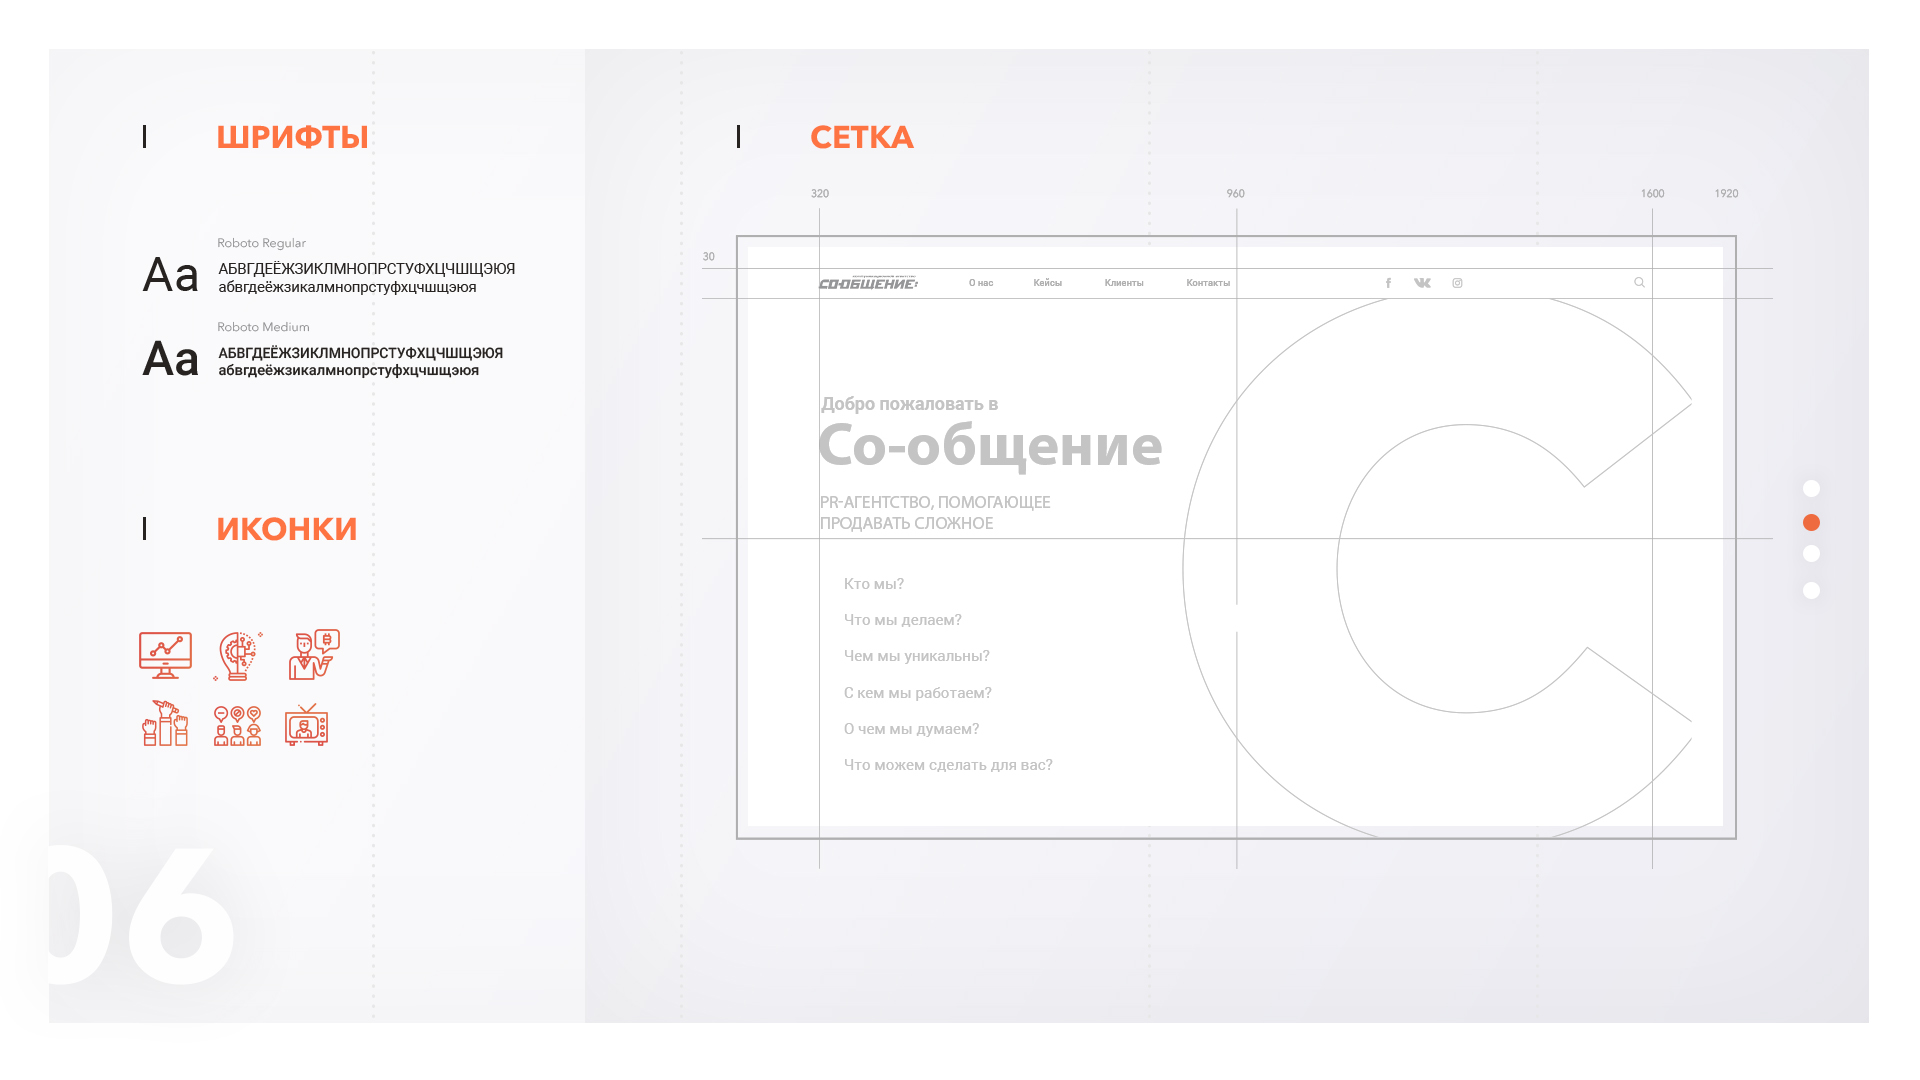 ШРИФТЫ
Roboto Regular
Aa
АБВГДЕЁЖЗИКЛМНОПРСТУФХЦЧШЩЭЮЯ
абвгдеёжзикалмнопрстуфхцчшщэюя
Roboto Medium
Aa
АБВГДЕЁЖЗИКЛМНОПРСТУФХЦЧШЩЭЮЯ
абвгдеёжзикалмнопрстуфхцчшщэюя
ИКОНКИ
06
СЕТКА
320 960 1600 1920
30
СО-ОБЩЕНИЕ: О нас Кейсы Клиенты Контакты
Добро пожаловать в
Со-общение
PR-АГЕНТСТВО, ПОМОГАЮЩЕЕ
ПРОДАВАТЬ СЛОЖНОЕ
Кто мы?
Что мы делаем?
Чем мы уникальны?
С кем мы работаем?
О чем мы думаем?
Что можем сделать для вас?